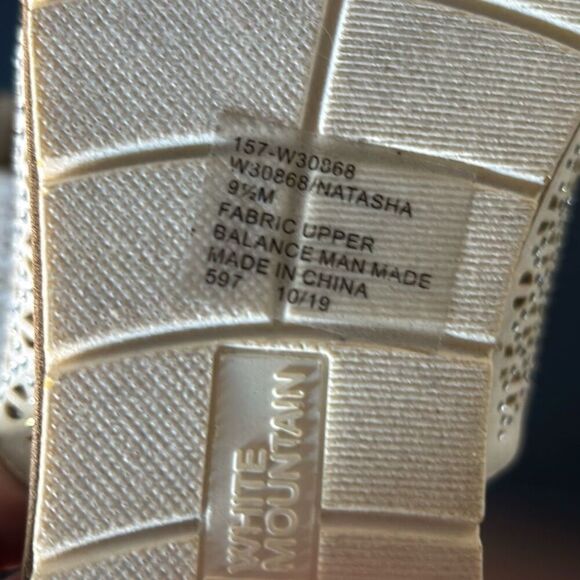 157-W30868
W30868/NATASHA
9½M
FABRIC UPPER
BALANCE MAN MADE
MADE IN CHINA
597 10/19
WHITE
MOUNTAIN